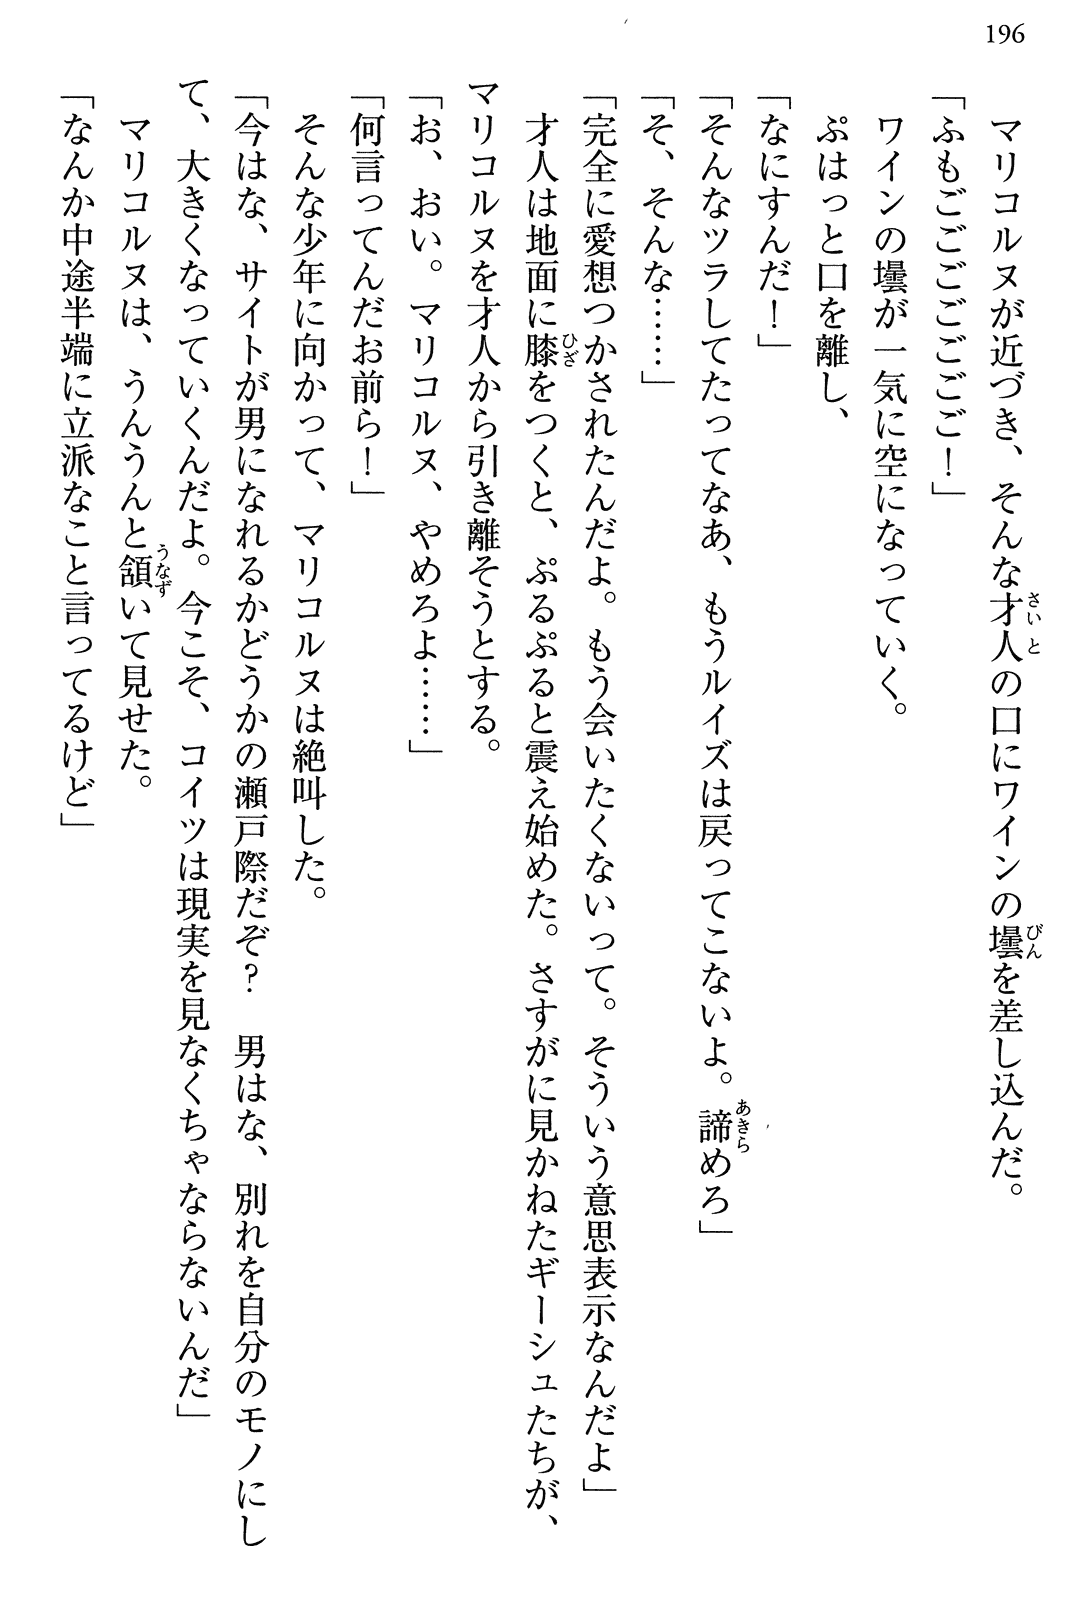 196
マリコルヌが近づき、そんな才人の口にワインの壜を差し込んだ。
「ふもごごごごごごご！」
ワインの壜が一気に空になっていく。
ぷはっと口を離し、
「なにすんだ！」
「そんなツラしてたってなあ、もうルイズは戻ってこないよ。諦めろ」
「そ、そんな……」
「完全に愛想つかされたんだよ。もう会いたくないって。そういう意思表示なんだよ」
才人は地面に膝をつくと、ぷるぷると震え始めた。さすがに見かねたギーシュたちが、
マリコルヌを才人から引き離そうとする。
「お、おい。マリコルヌ、やめろよ……」
「何言ってんだお前ら！」
そんな少年に向かって、マリコルヌは絶叫した。
「今はな、サイトが男になれるかどうかの瀬戸際だぞ？　男はな、別れを自分のモノにし
て、大きくなっていくんだよ。今こそ、コイツは現実を見なくちゃならないんだ」
マリコルヌは、うんうんと頷いて見せた。
「なんか中途半端に立派なこと言ってるけど」